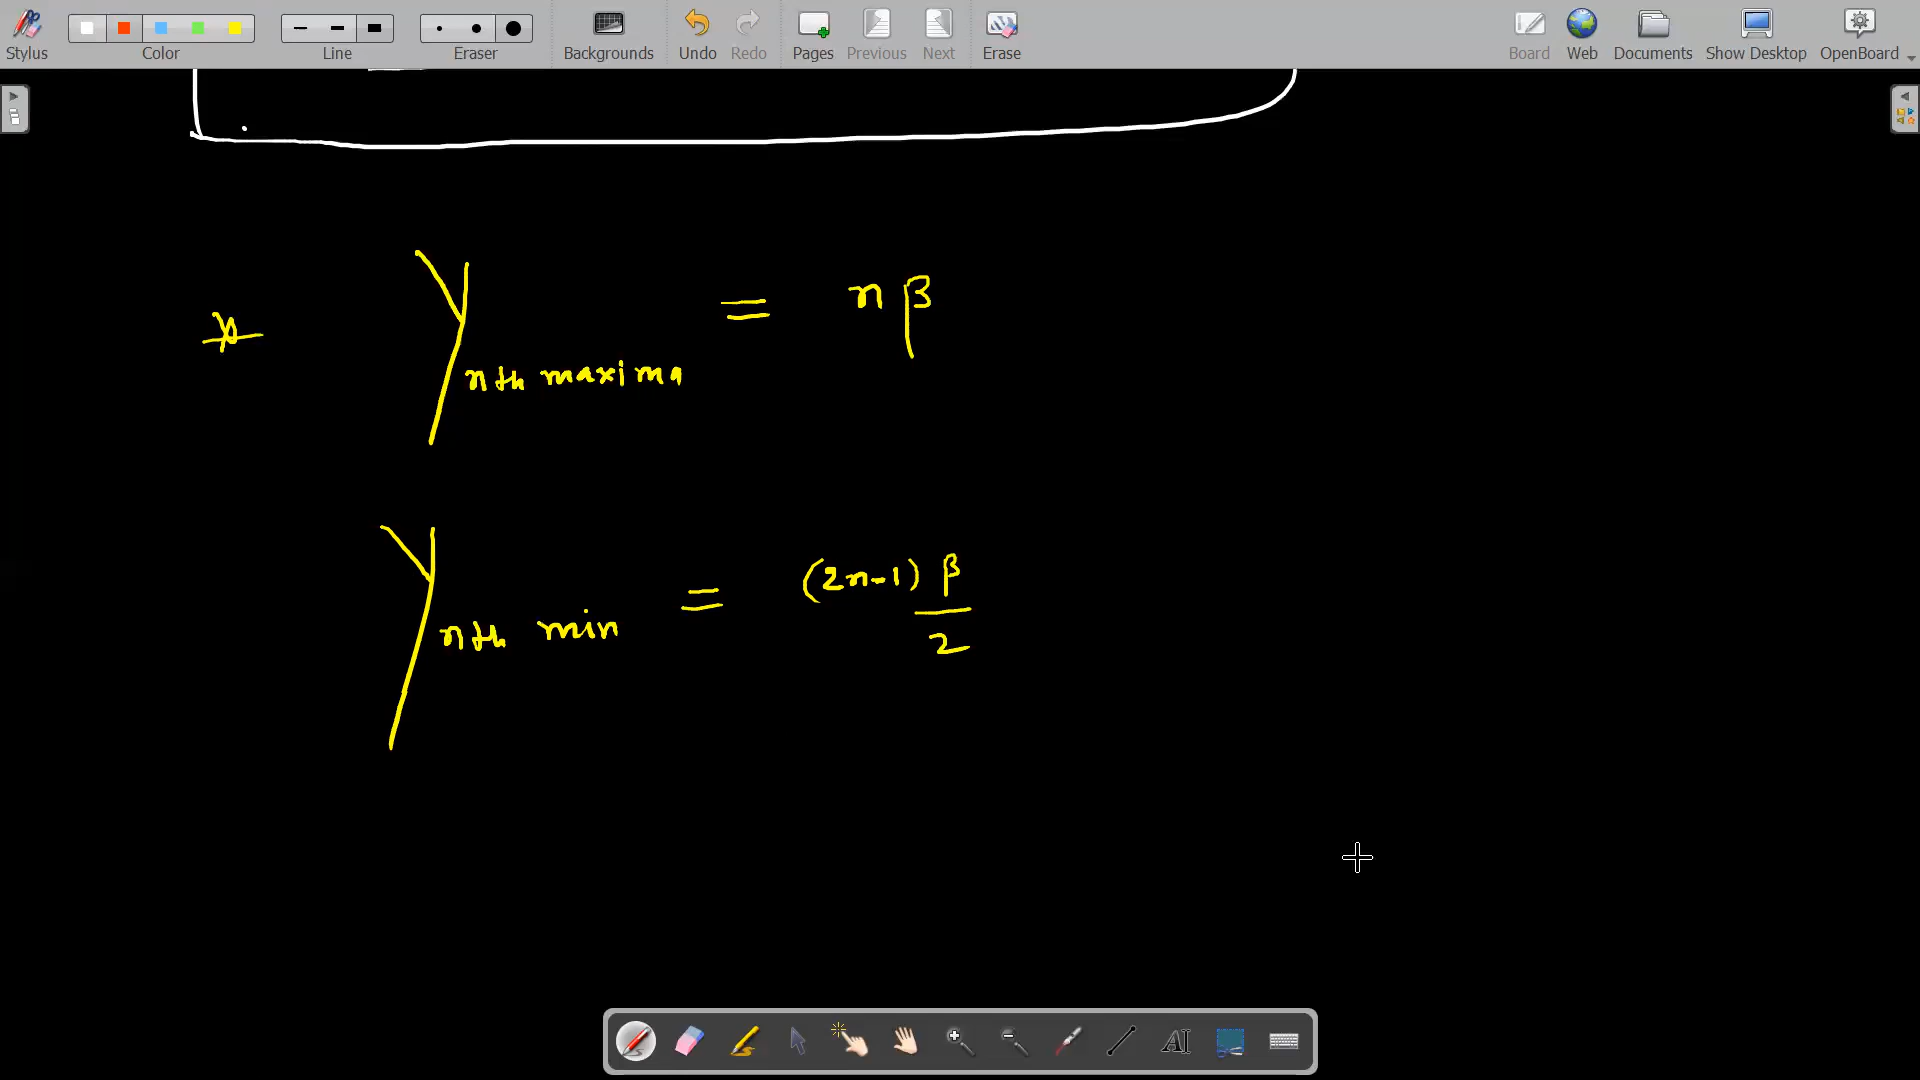 Stylus Color Line Eraser Backgrounds Undo Redo Pages Previous Next Erase Board Web Documents Show Desktop OpenBoard
* y nth maxima = n β
y nth min = (2n-1) β/2
AI